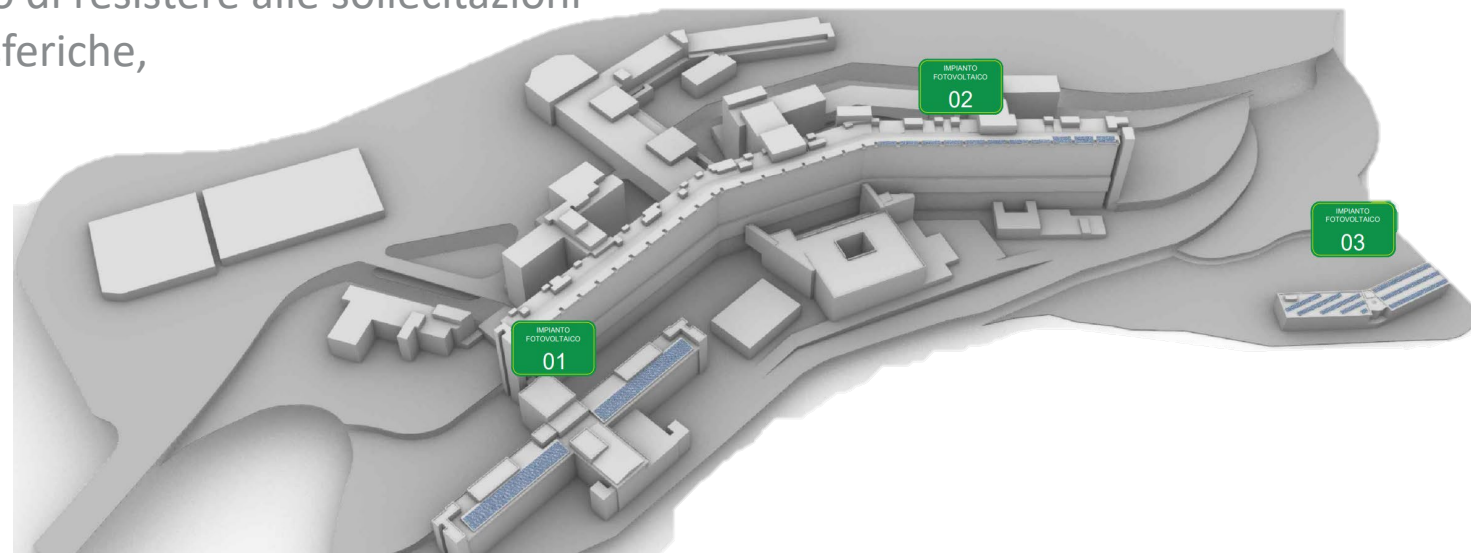 di resistere alle sollecitazioni
feriche,
IMPIANTO
FOTOVOLTAICO
02
IMPIANTO
FOTOVOLTAICO
03
IMPIANTO
FOTOVOLTAICO
01